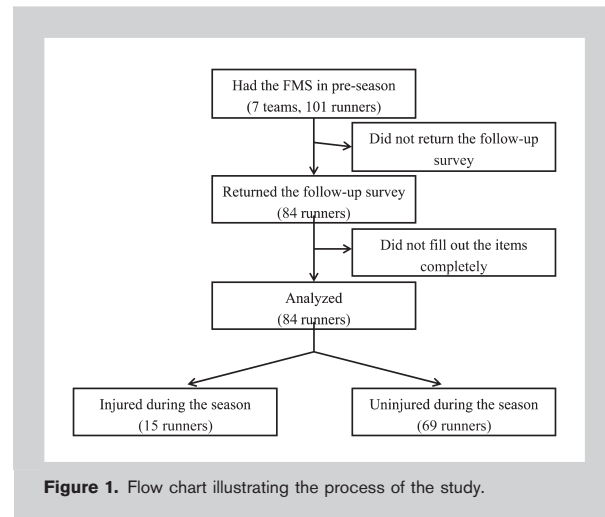 Had the FMS in pre-season
(7 teams, 101 runners)
Did not return the follow-up
survey
Returned the follow-up survey
(84 runners)
Did not fill out the items
completely
Analyzed
(84 runners)
Injured during the season
(15 runners)
Uninjured during the season
(69 runners)
Figure 1. Flow chart illustrating the process of the study.